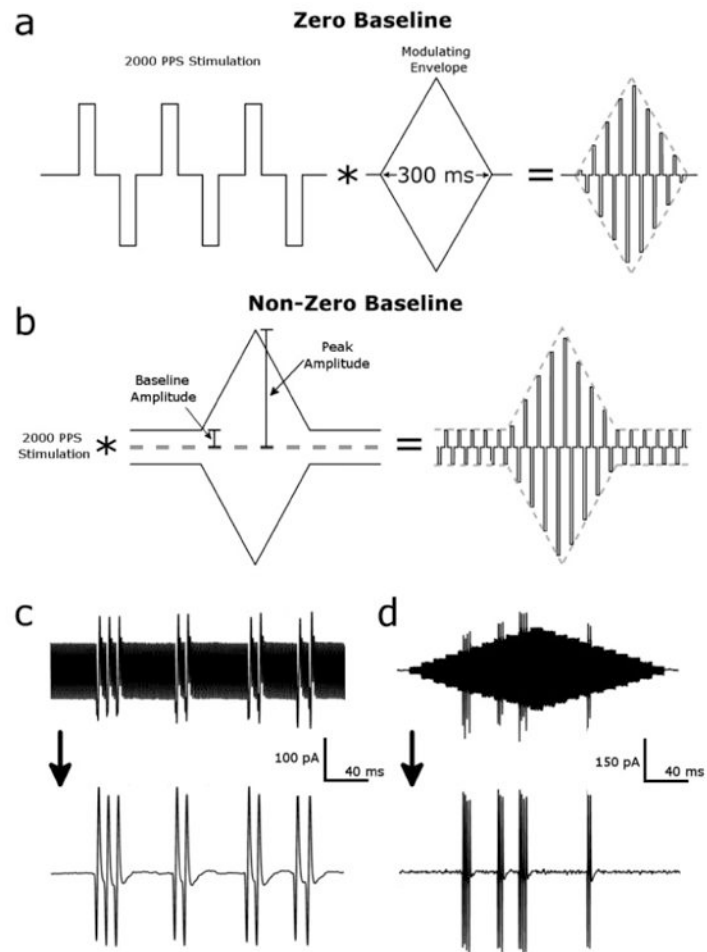 a
Zero Baseline
2000 PPS Stimulation
Modulating
Envelope
* 300 ms =
b
Non-Zero Baseline
Baseline
Amplitude
Peak
Amplitude
2000 PPS
Stimulation
* =
c
d
100 pA
40 ms
150 pA
40 ms